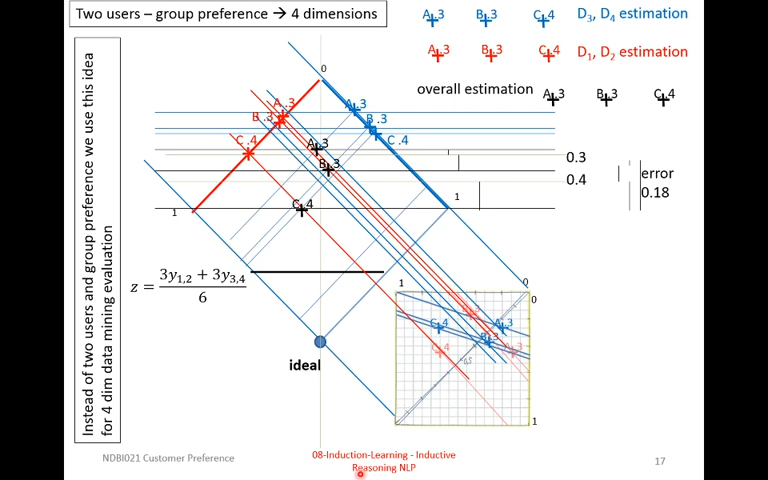 Two users – group preference → 4 dimensions
A .3 B .3 C .4 D₃, D₄ estimation
A .3 B .3 C .4 D₁, D₂ estimation
overall estimation A .3 B .3 C .4
Instead of two users and group preference we use this idea
for 4 dim data mining evaluation
0
A .3
B .3
C .4
A .3
B .3
C .4
A .3
B .3
C .4
1
1
0.3
0.4
error
0.18
z = 3y₁,₂ + 3y₃,₄
6
ideal
1
0
0
C .4
A .3
B .3
1
NDBI021 Customer Preference
08-Induction-Learning - Inductive
Reasoning NLP
17